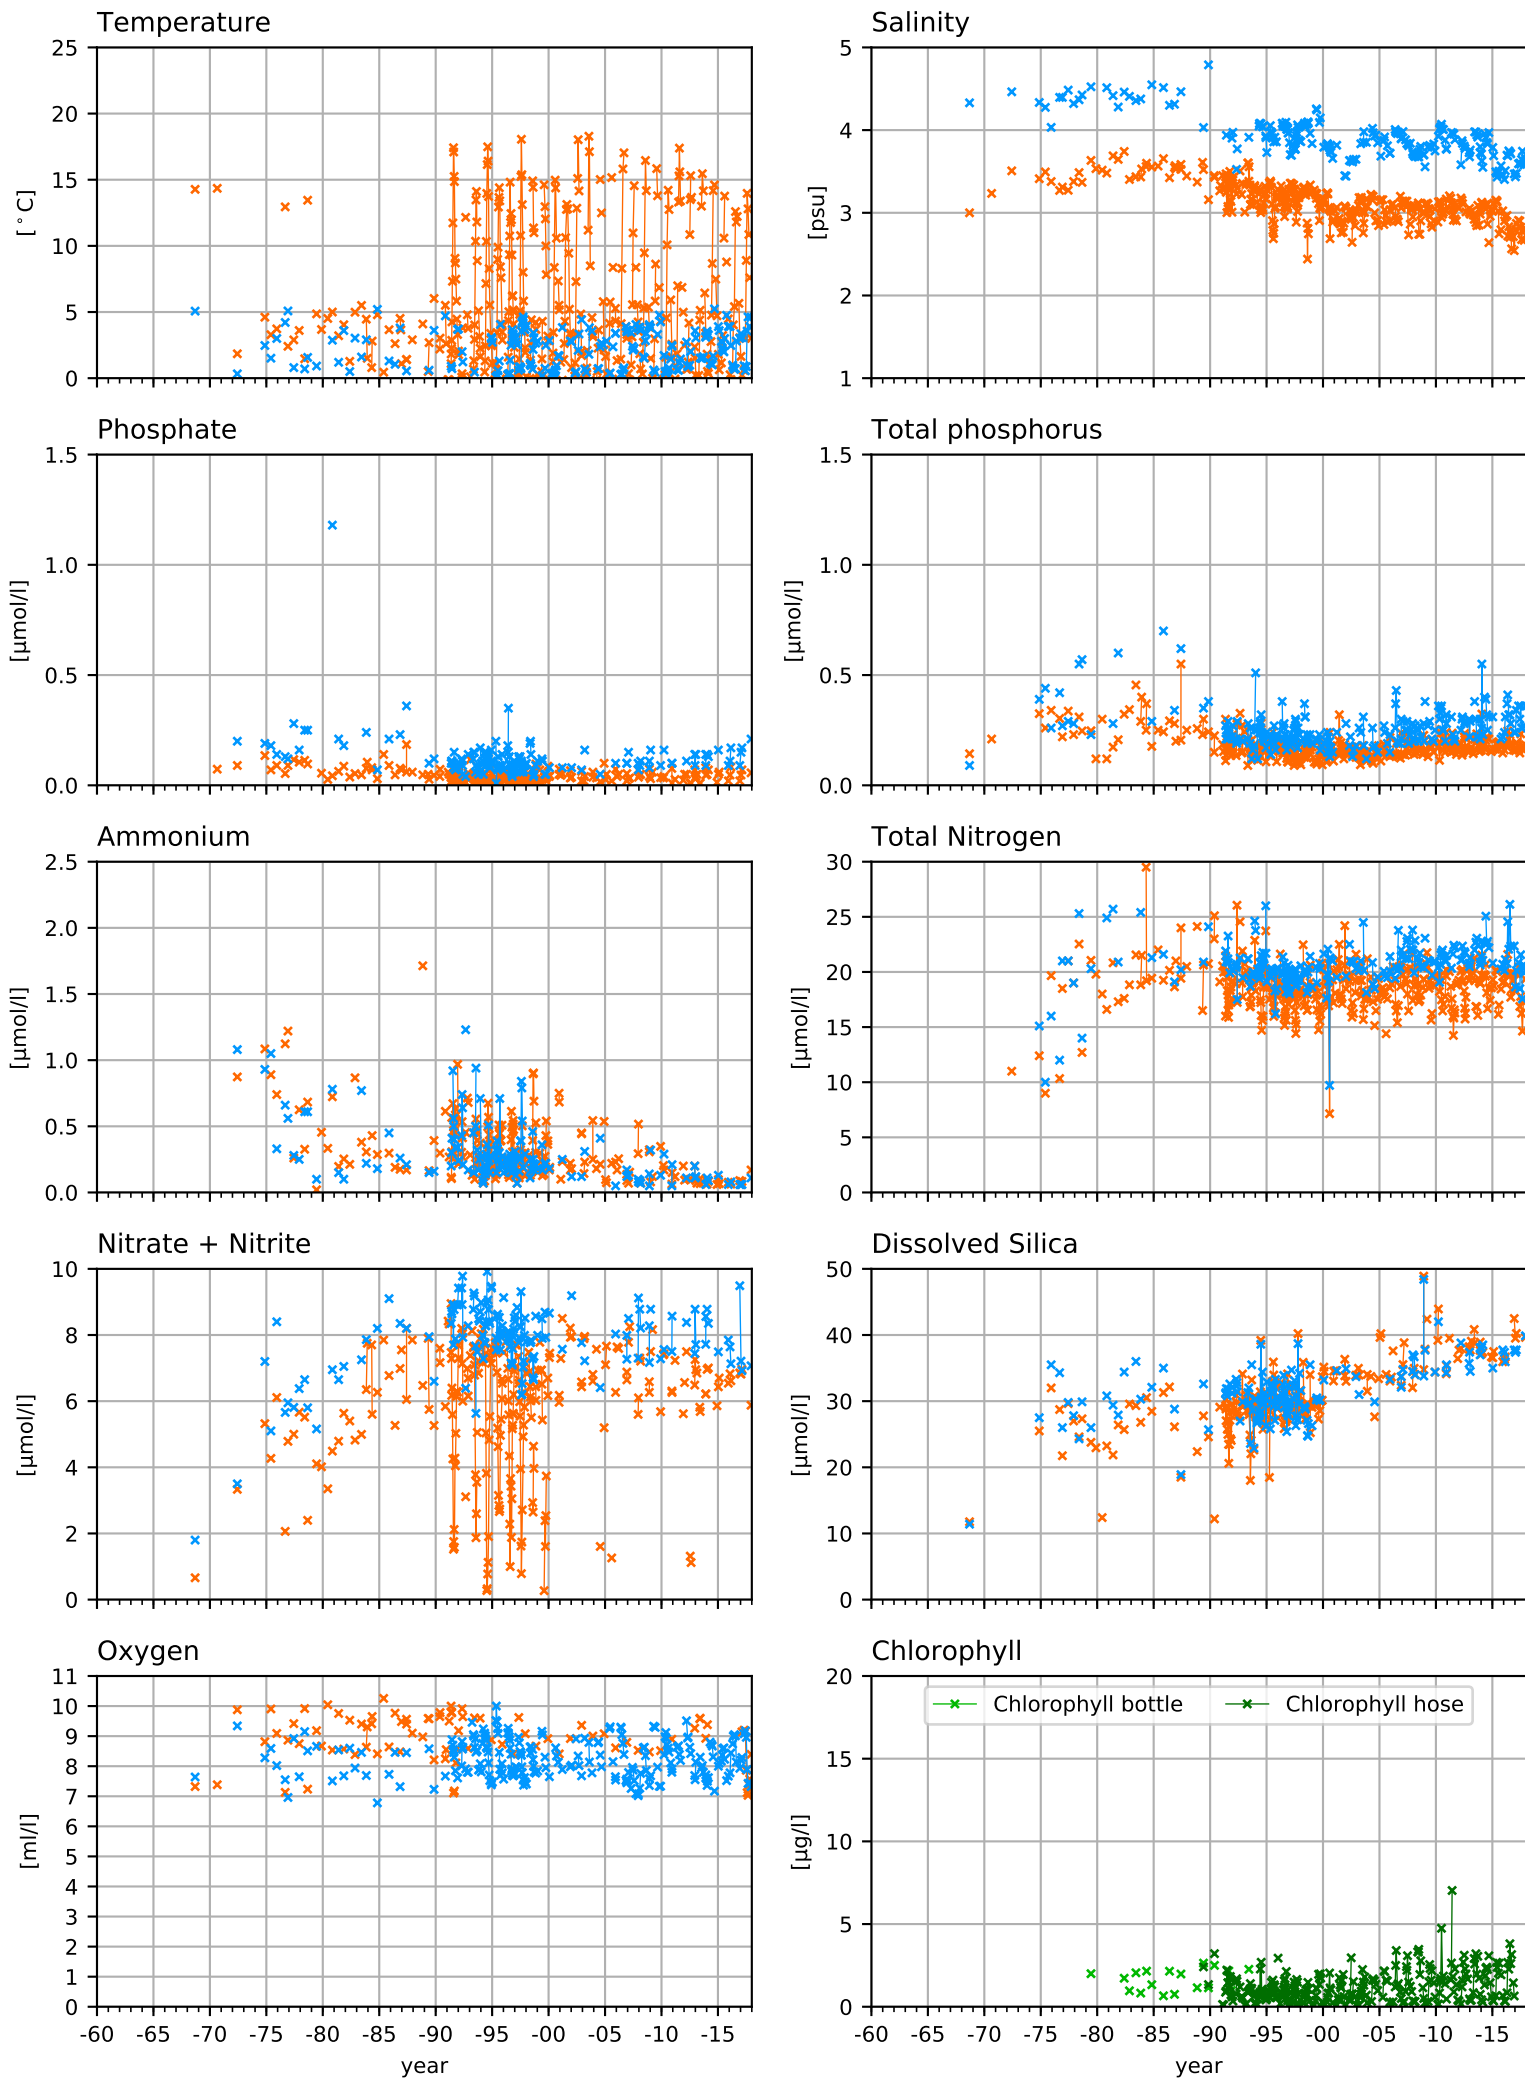 Temperature
Salinity
25
20
15
10
5
0
[°C]
5
4
3
2
1
[psu]
Phosphate
Total phosphorus
1.5
1.0
0.5
0.0
[µmol/l]
1.5
1.0
0.5
0.0
[µmol/l]
Ammonium
Total Nitrogen
2.5
2.0
1.5
1.0
0.5
0.0
[µmol/l]
30
25
20
15
10
5
0
[µmol/l]
Nitrate + Nitrite
Dissolved Silica
10
8
6
4
2
0
[µmol/l]
50
40
30
20
10
0
[µmol/l]
Oxygen
Chlorophyll
11
10
9
8
7
6
5
4
3
2
1
0
[ml/l]
20
15
10
5
0
[µg/l]
Chlorophyll bottle Chlorophyll hose
-60 -65 -70 -75 -80 -85 -90 -95 -00 -05 -10 -15
year
-60 -65 -70 -75 -80 -85 -90 -95 -00 -05 -10 -15
year